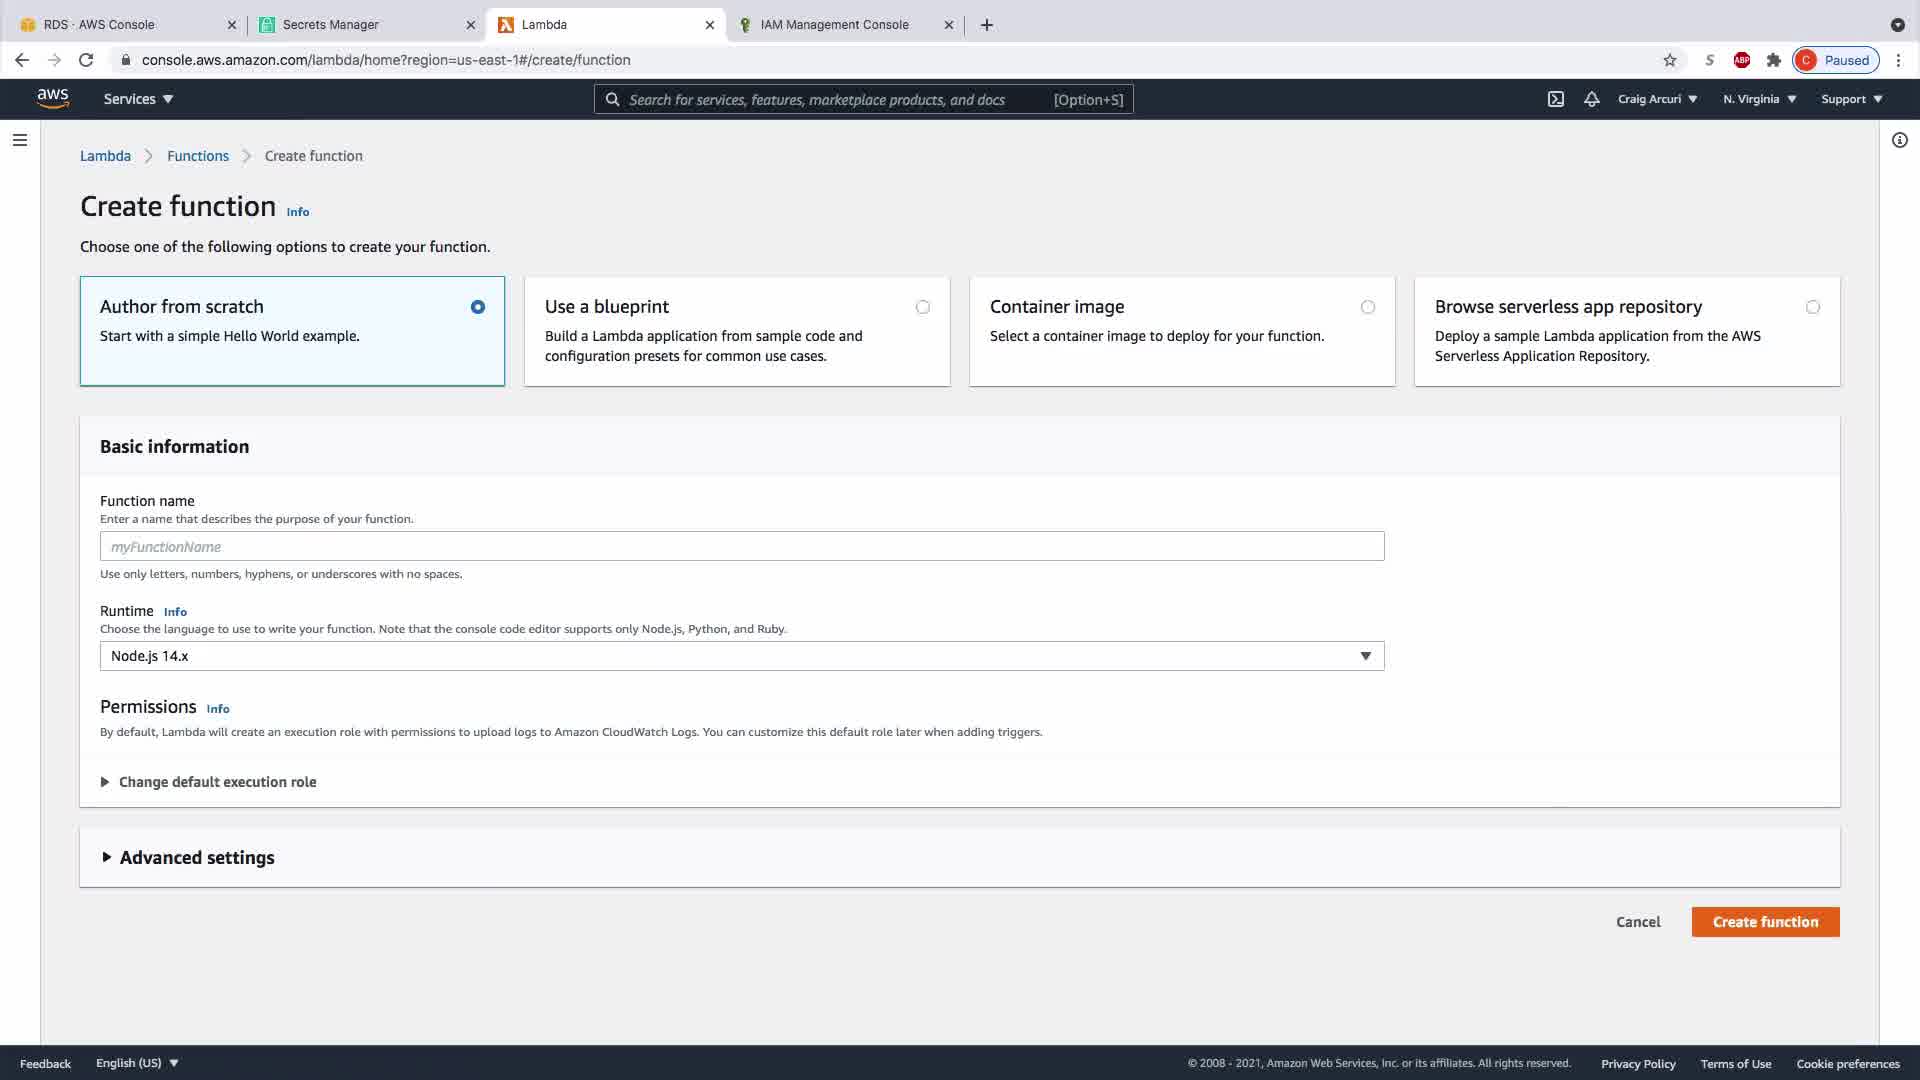 RDS · AWS Console
Secrets Manager
Lambda
IAM Management Console
console.aws.amazon.com/lambda/home?region=us-east-1#/create/function
S
ABP
C
Paused
aws
Services
Search for services, features, marketplace products, and docs
[Option+S]
Craig Arcuri
N. Virginia
Support
Lambda
Functions
Create function
Create function Info
Choose one of the following options to create your function.
Author from scratch
Start with a simple Hello World example.
Use a blueprint
Build a Lambda application from sample code and
configuration presets for common use cases.
Container image
Select a container image to deploy for your function.
Browse serverless app repository
Deploy a sample Lambda application from the AWS
Serverless Application Repository.
Basic information
Function name
Enter a name that describes the purpose of your function.
myFunctionName
Use only letters, numbers, hyphens, or underscores with no spaces.
Runtime Info
Choose the language to use to write your function. Note that the console code editor supports only Node.js, Python, and Ruby.
Node.js 14.x
Permissions Info
By default, Lambda will create an execution role with permissions to upload logs to Amazon CloudWatch Logs. You can customize this default role later when adding triggers.
Change default execution role
Advanced settings
Cancel
Create function
Feedback
English (US)
© 2008 - 2021, Amazon Web Services, Inc. or its affiliates. All rights reserved.
Privacy Policy
Terms of Use
Cookie preferences